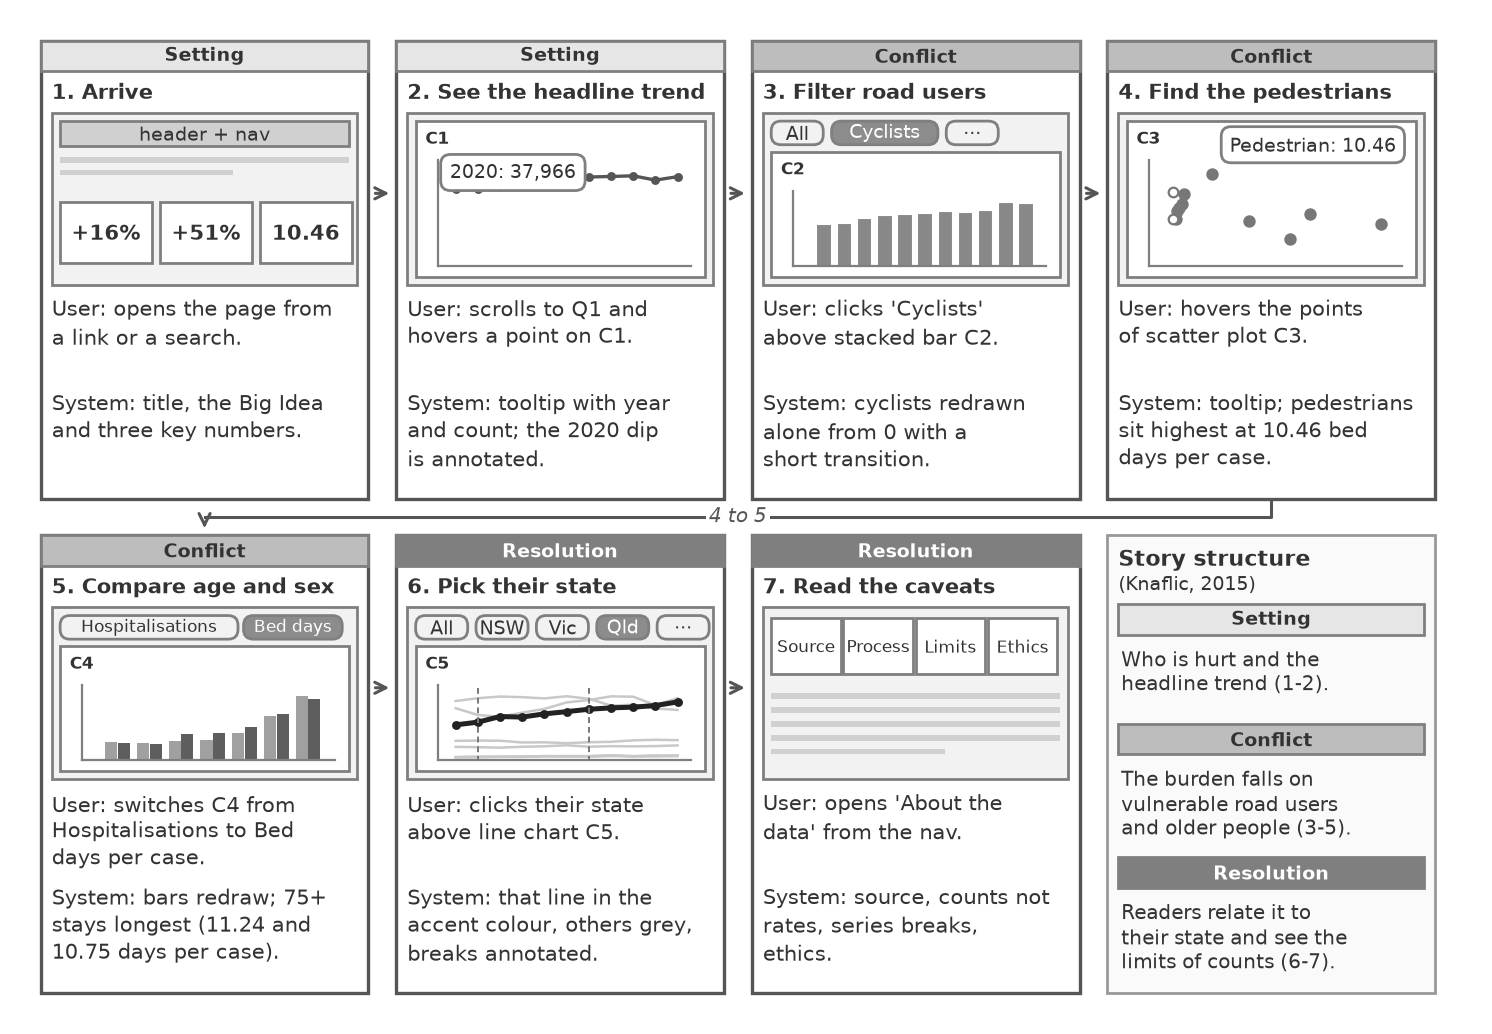 Setting
1. Arrive
header + nav
+16%
+51%
10.46
User: opens the page from
a link or a search.
System: title, the Big Idea
and three key numbers.
Setting
2. See the headline trend
C1
2020: 37,966
User: scrolls to Q1 and
hovers a point on C1.
System: tooltip with year
and count; the 2020 dip
is annotated.
Conflict
3. Filter road users
All
Cyclists
...
C2
User: clicks 'Cyclists'
above stacked bar C2.
System: cyclists redrawn
alone from 0 with a
short transition.
Conflict
4. Find the pedestrians
C3
Pedestrian: 10.46
User: hovers the points
of scatter plot C3.
System: tooltip; pedestrians
sit highest at 10.46 bed
days per case.
4 to 5
Conflict
5. Compare age and sex
Hospitalisations
Bed days
C4
User: switches C4 from
Hospitalisations to Bed
days per case.
System: bars redraw; 75+
stays longest (11.24 and
10.75 days per case).
Resolution
6. Pick their state
All
NSW
Vic
Qld
...
C5
User: clicks their state
above line chart C5.
System: that line in the
accent colour, others grey,
breaks annotated.
Resolution
7. Read the caveats
Source
Process
Limits
Ethics
User: opens 'About the
data' from the nav.
System: source, counts not
rates, series breaks,
ethics.
Story structure
(Knaflic, 2015)
Setting
Who is hurt and the
headline trend (1-2).
Conflict
The burden falls on
vulnerable road users
and older people (3-5).
Resolution
Readers relate it to
their state and see the
limits of counts (6-7).